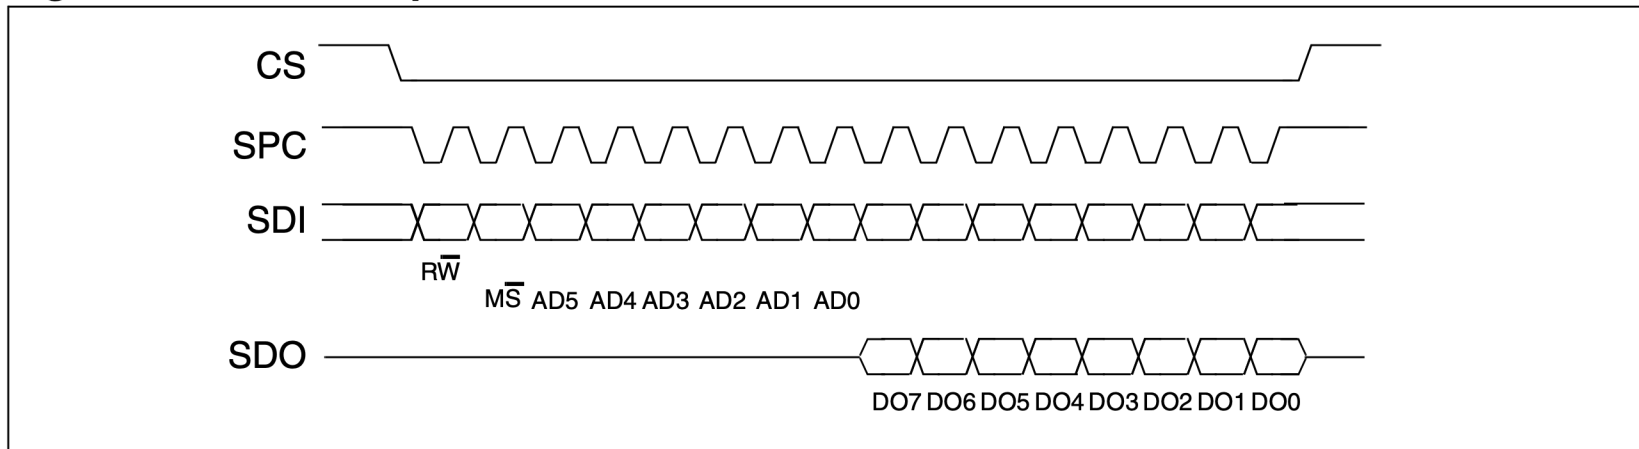 CS
SPC
SDI
RW̅
MS̅ AD5 AD4 AD3 AD2 AD1 AD0
SDO
DO7 DO6 DO5 DO4 DO3 DO2 DO1 DO0